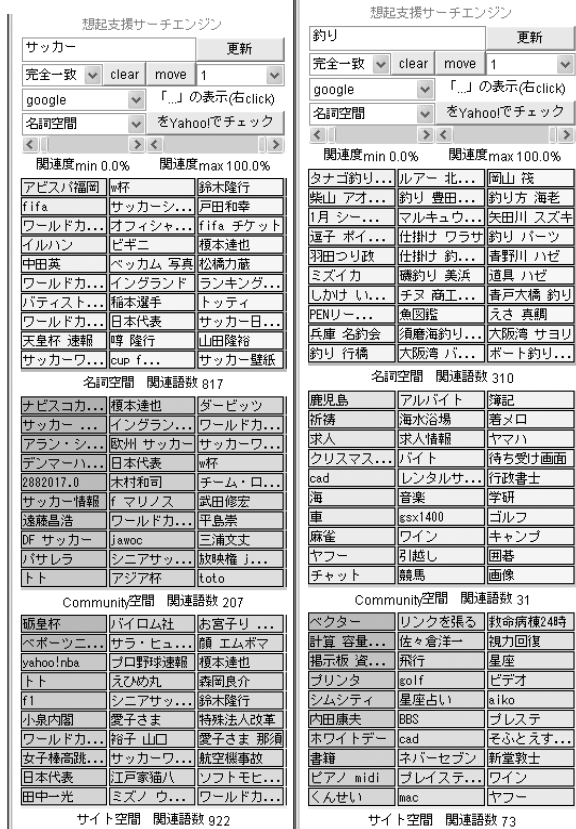 想起支援サーチエンジン
サッカー 更新
完全一致 clear move 1
google 「...」の表示(右click)
名詞空間 をYahoo!でチェック
関連度min 0.0% 関連度max 100.0%
アビスパ福岡 w杯 鈴木隆行
fifa サッカーシ... 戸田和幸
ワールドカ... オフィシャ... fifa チケット
イルハン ビギニ 榎本達也
中田英 ベッカム 写真 松橋力蔵
ワールドカ... イングランド ランキング...
バティスト... 稲本選手 トッティ
ワールドカ... 日本代表 サッカー日...
天皇杯 速報 噂 隆行 山田隆裕
サッカーワ... cup f... サッカー壁紙
名詞空間 関連語数 817
ナビスコカ... 榎本達也 ダービッツ
サッカー ... イングラン... ワールドカ...
アラン・シ... 欧州 サッカー サッカーワ...
デンマーハ... 日本代表 w杯
2882017.0 木村和司 チーム・ロ...
サッカー情報 f マリノス 武田修宏
遠藤昌浩 ワールドカ... 平島崇
DF サッカー jawoc 三浦文丈
バサレラ シニアサッ... 放映権 j...
トト アジア杯 toto
Community空間 関連語数 207
砺皇杯 バイロム社 お宮子リ ...
ベポーツニ... サラ・ヒュ... 顔 エムボマ
yahoo!nba プロ野球速報 榎本達也
トト えひめ丸 森岡良介
f1 シニアサッ... 鈴木隆行
小泉内閣 愛子さま 特殊法人改革
ワールドカ... 裕子 山口 愛子さま 那須
女子棒高跳... サッカーワ... 航空機事故
日本代表 江戸家猫八 ソフトモヒ...
田中一光 ミズノ ウ... ワールドカ...
サイト空間 関連語数 922
想起支援サーチエンジン
釣り 更新
完全一致 clear move 1
google 「...」の表示(右click)
名詞空間 をYahoo!でチェック
関連度min 0.0% 関連度max 100.0%
タナゴ釣り... ルアー 北... 岡山 筏
柴山 アオ... 釣り 豊田... 釣り方 海老
1月 シー... マルキュウ... 矢田川 スズキ
逗子 ボイ... 仕掛け ワラサ 釣り パーツ
羽田つり政 仕掛け 釣... 青野川 ハゼ
ミズイカ 磯釣り 美浜 道具 ハゼ
しかけ い... チヌ 商工... 青戸大橋 釣り
PENリー... 魚図鑑 えさ 真鯛
兵庫 名釣会 須磨海釣り... 大阪湾 サヨリ
釣り 行橋 大阪湾 バ... ボート釣り...
名詞空間 関連語数 310
鹿児島 アルバイト 簿記
祈祷 海水浴場 着メロ
求人 求人情報 ヤマハ
クリスマス... バイト 待ち受け画面
cad レンタルサ... 行政書士
海 音楽 学研
車 gsx1400 ゴルフ
麻雀 ワイン キャンプ
ヤフー 引越し 囲碁
チャット 競馬 画像
Community空間 関連語数 31
ベクター リンクを張る 救命病棟24時
計算 容量... 佐々倉洋一 視力回復
掲示板 資... 飛行 星座
プリンタ golf ビデオ
シムシティ 星座占い aiko
内田康夫 BBS プレステ
ホワイトデー cad そふとえす...
書籍 ネバーセブン 新堂敦士
ピアノ midi プレイステ... ワイン
くんせい mac ヤフー
サイト空間 関連語数 73